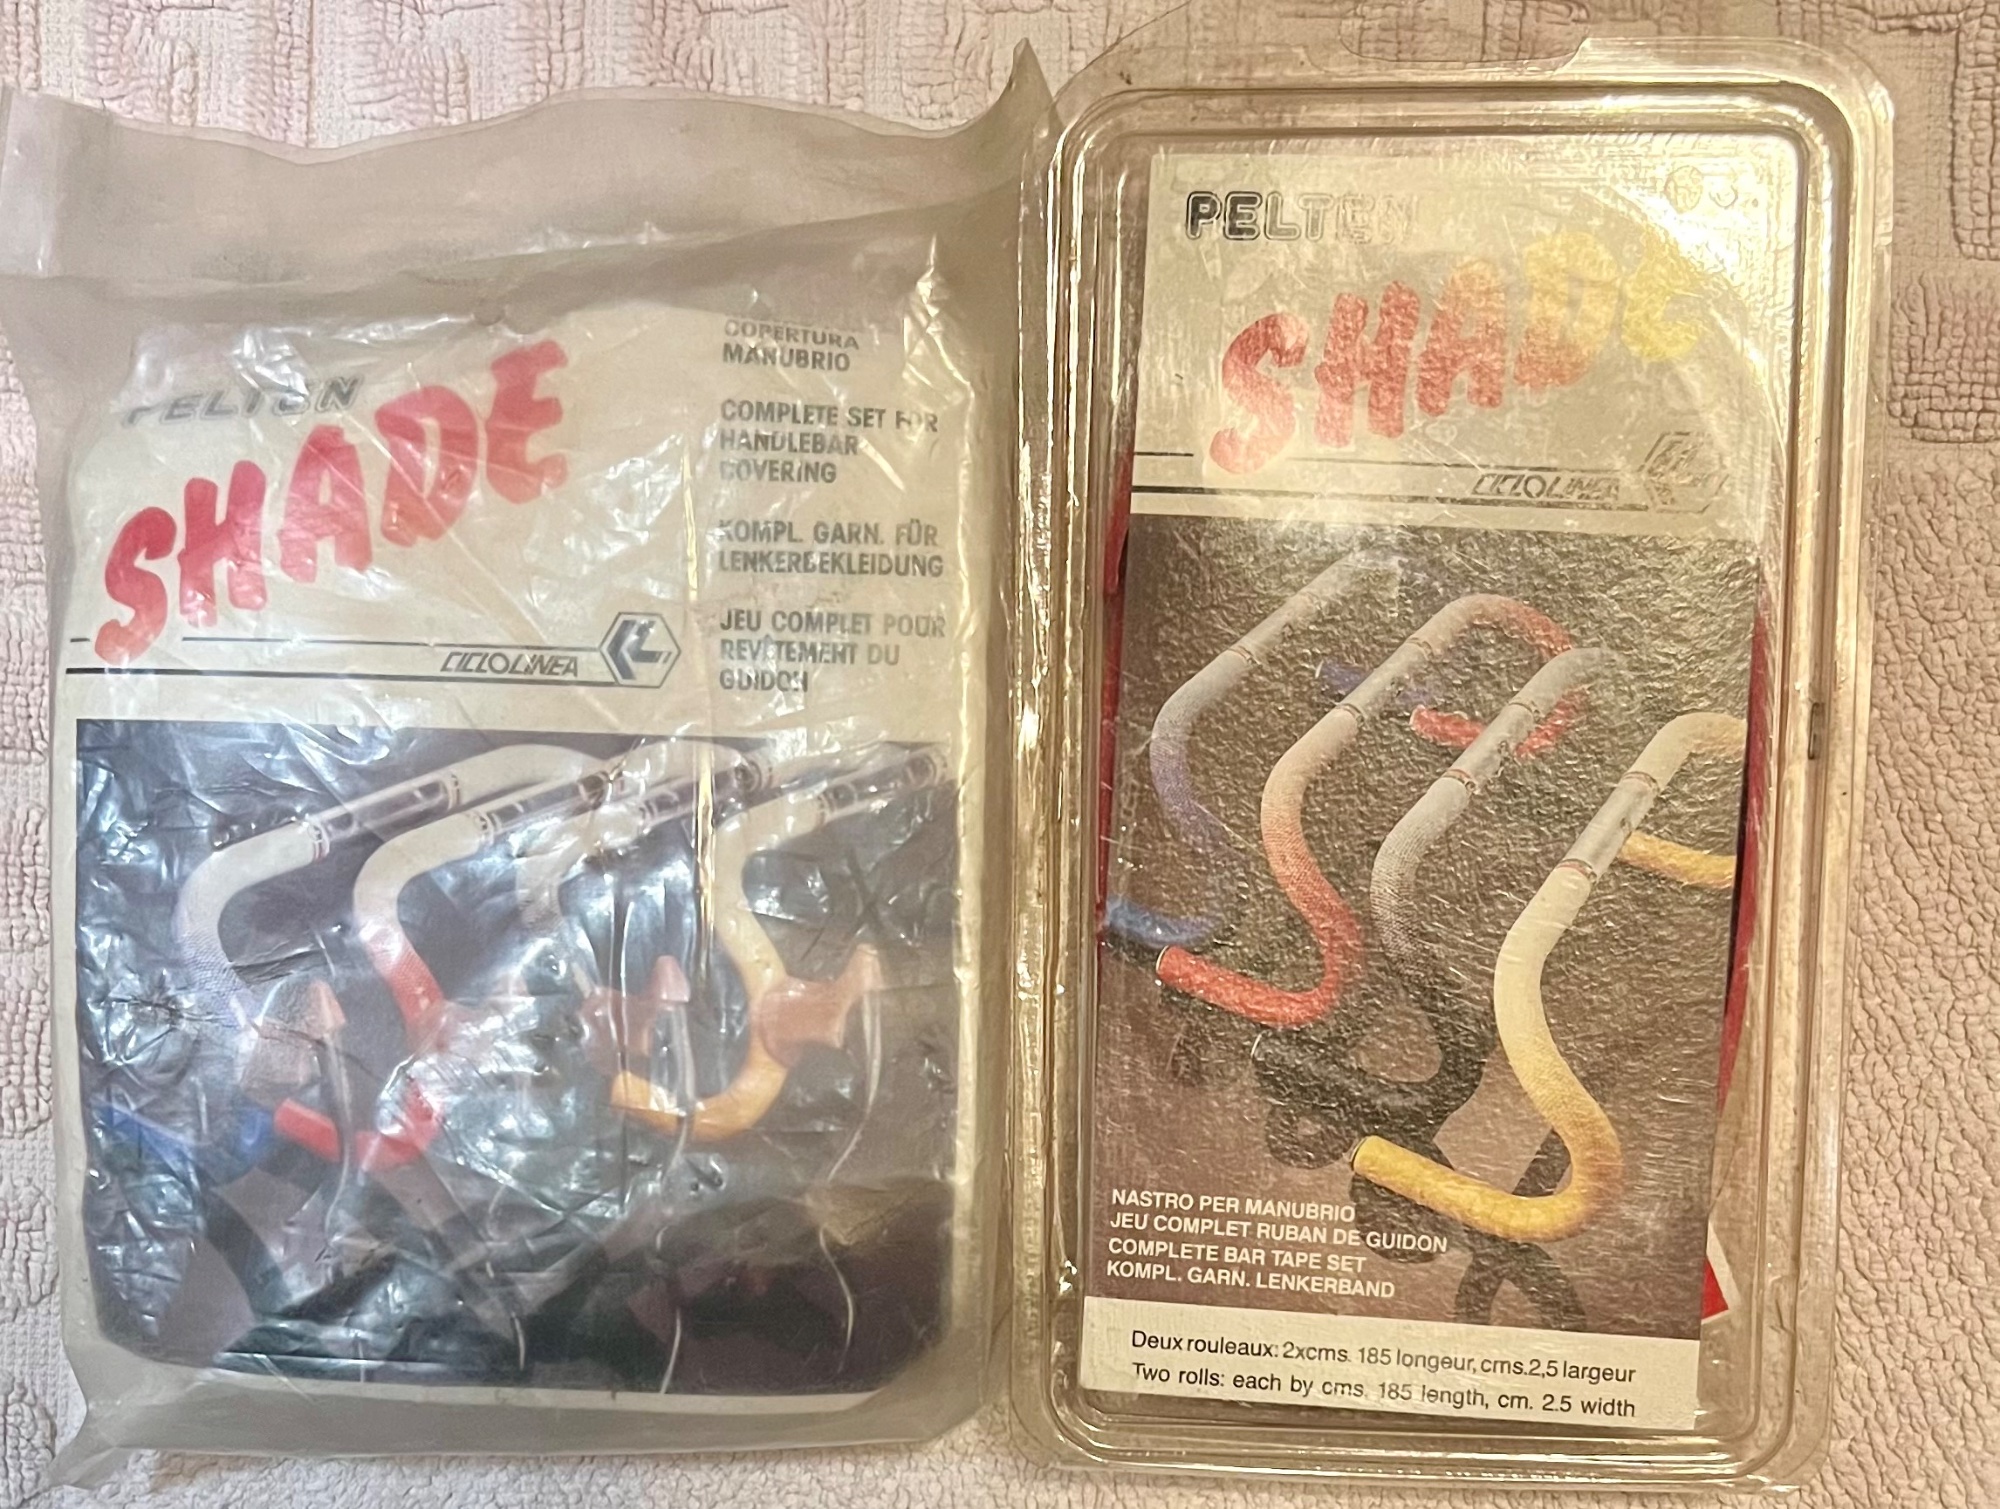 PELTEN
SHADE
CICLOLINEA
COPERTURA
MANUBRIO
COMPLETE SET FOR
HANDLEBAR
COVERING
KOMPL. GARN. FÜR
LENKERBEKLEIDUNG
JEU COMPLET POUR
REVÊTEMENT DU
GUIDON
PELTEN
SHADE
CICLOLINEA
NASTRO PER MANUBRIO
JEU COMPLET RUBAN DE GUIDON
COMPLETE BAR TAPE SET
KOMPL. GARN. LENKERBAND
Deux rouleaux: 2xcms. 185 longeur, cms.2,5 largeur
Two rolls: each by cms. 185 length, cm. 2.5 width